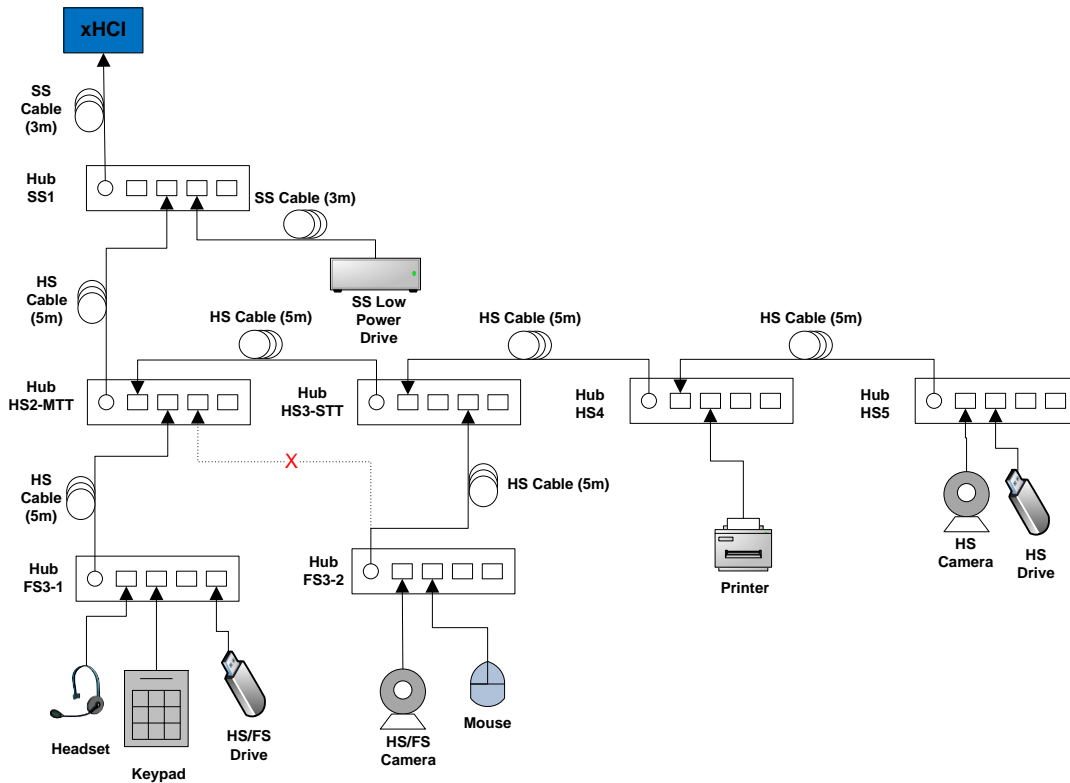 xHCI
SS
Cable
(3m)
Hub
SS1
SS Cable (3m)
HS
Cable
(5m)
SS Low
Power
Drive
HS Cable (5m)
HS Cable (5m)
HS Cable (5m)
Hub
HS2-MTT
Hub
HS3-STT
Hub
HS4
Hub
HS5
X
HS
Cable
(5m)
HS Cable (5m)
HS
Camera
HS
Drive
Hub
FS3-1
Hub
FS3-2
Printer
Headset
Keypad
HS/FS
Drive
HS/FS
Camera
Mouse